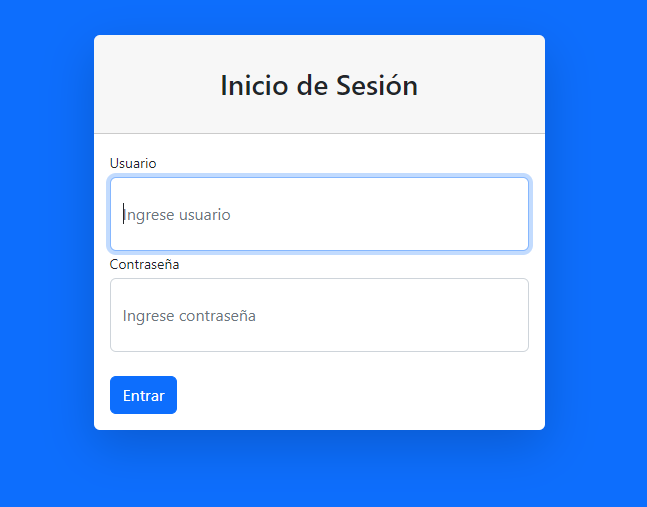 Inicio de Sesión
Usuario
Ingrese usuario
Contraseña
Ingrese contraseña
Entrar